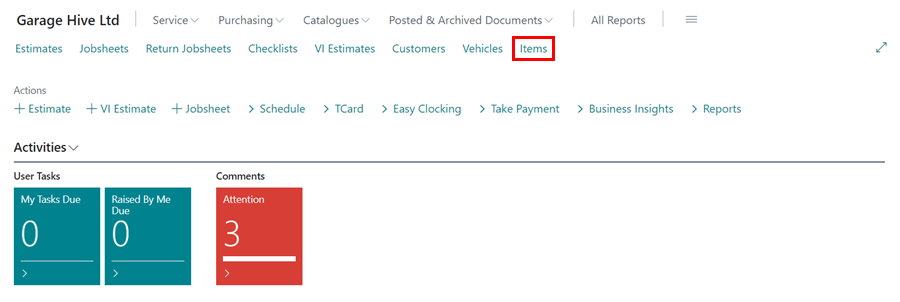 Garage Hive Ltd Service Purchasing Catalogues Posted & Archived Documents All Reports
Estimates Jobsheets Return Jobsheets Checklists VI Estimates Customers Vehicles Items
Actions
+ Estimate + VI Estimate + Jobsheet > Schedule > TCard > Easy Clocking > Take Payment > Business Insights > Reports
Activities
User Tasks Comments
My Tasks Due Raised By Me Due Attention
0 0 3